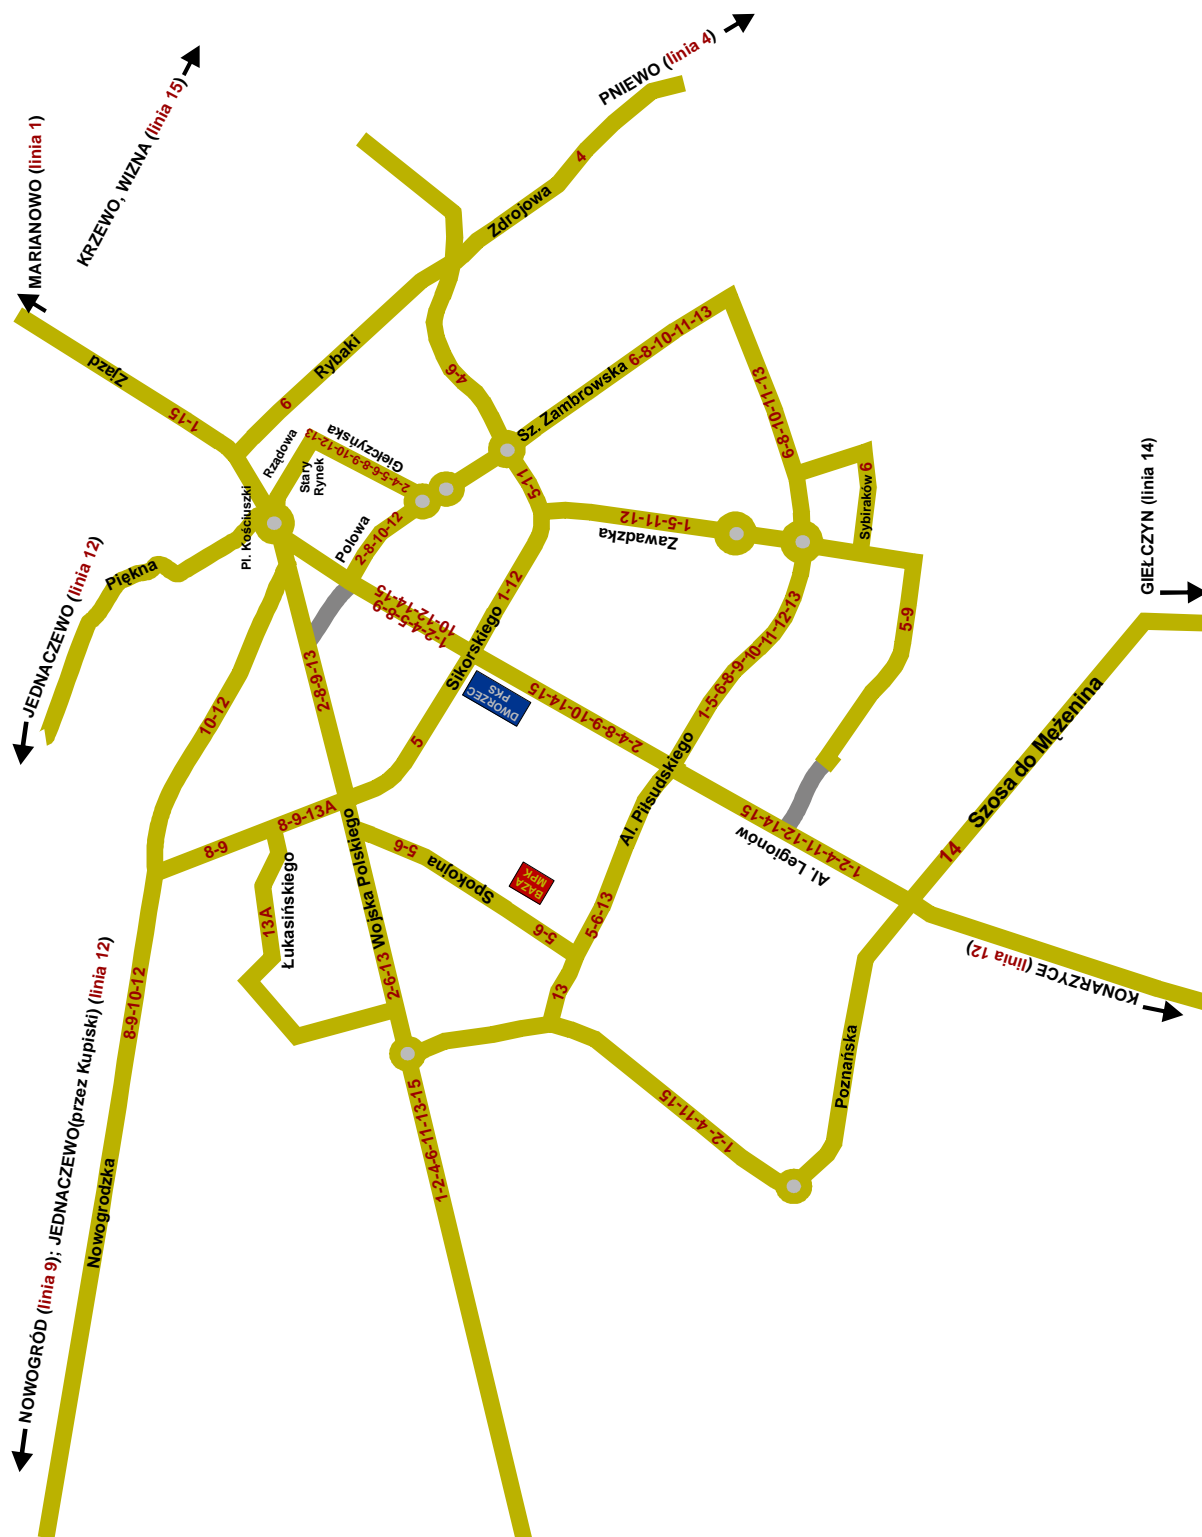 MARIANOWO (linia 1)
KRZEWO, WIZNA (linia 15)
PNIEWO (linia 4)
4
Zdrojowa
Zjazd
1-15
Rybaki
6
4-6
Sz. Zambrowska 6-8-10-11-13
6-8-10-11-13
Rządowa
Stary
Rynek
Giełczyńska
2-4-5-6-8-9-10-12-13
Pl. Kościuszki
Polowa
2-8-10-12
5-11
1-5-11-12
Zawadzka
Sybiraków 6
GIEŁCZYN (linia 14)
JEDNACZEWO (linia 12)
Piękna
10-12-14-15
1-2-4-5-8-9
Sikorskiego 1-12
5-9
10-12
2-8-9-13
DWORZEC
PKS
2-4-8-9-10-14-15
1-5-6-8-9-10-11-12-13
5
Al. Piłsudskiego
Szosa do Mężenina
14
8-9
8-9-13A
5-6
Spokojna
5-6
BAZA
MPK
1-2-4-11-12-14-15
Al. Legionów
Łukasińskiego
13A
2-6-13 Wojska Polskiego
5-6-13
13
KONARZYCE (linia 12)
8-9-10-12
Poznańska
1-2-4-11-15
1-2-4-6-11-13-15
Nowogrodzka
NOWOGRÓD (linia 9); JEDNACZEWO(przez Kupiski) (linia 12)